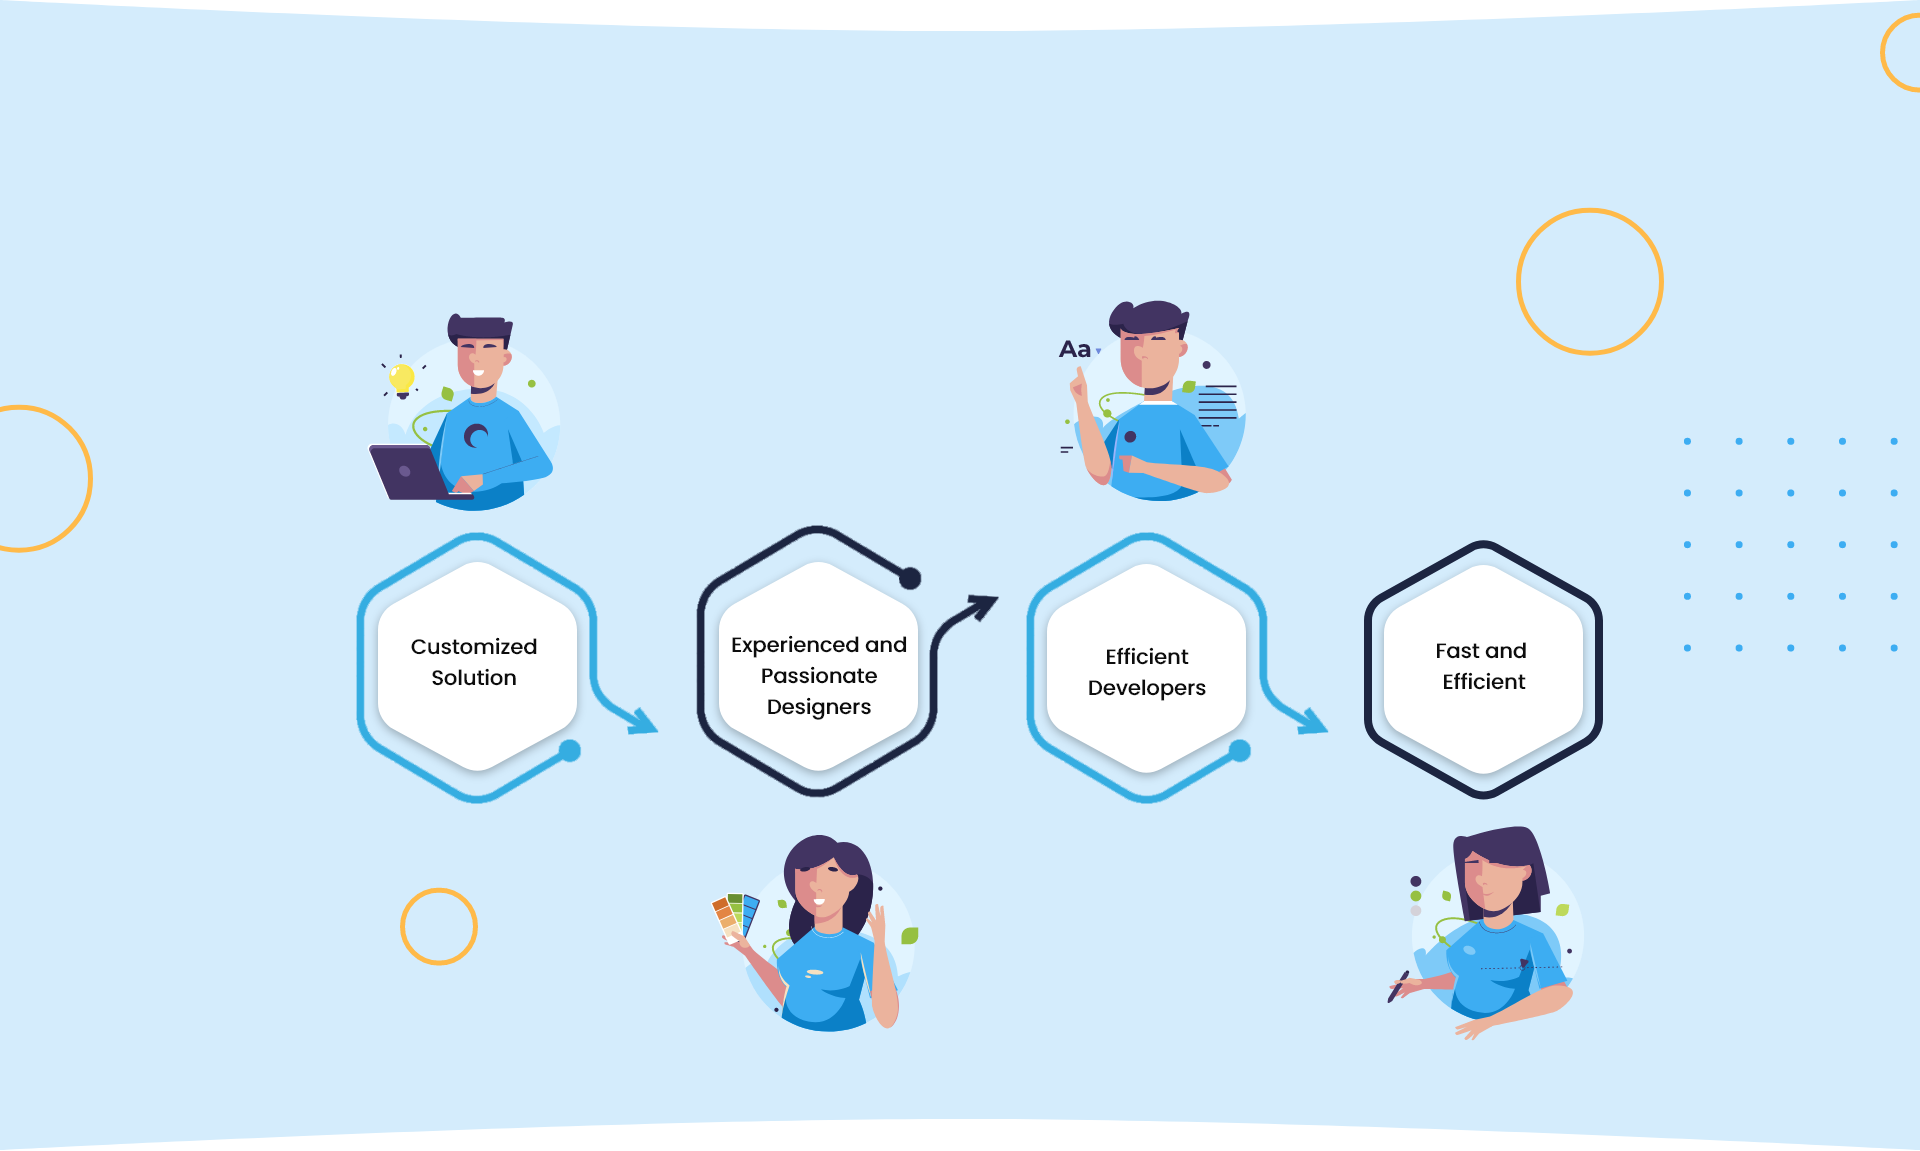 Aa
Customized
Solution
Experienced and
Passionate
Designers
Efficient
Developers
Fast and
Efficient